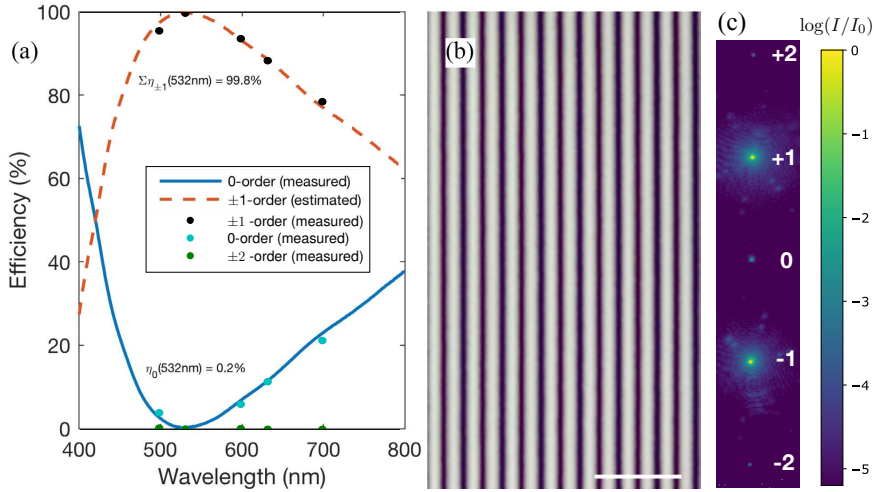 (a)
100
80
60
40
20
0
Efficiency (%)
Ση±1(532nm) = 99.8%
0-order (measured)
±1-order (estimated)
±1 -order (measured)
0-order (measured)
±2 -order (measured)
η0(532nm) = 0.2%
400 500 600 700 800
Wavelength (nm)
(b)
(c)
+2
+1
0
-1
-2
log(I/I0)
0
−1
−2
−3
−4
−5